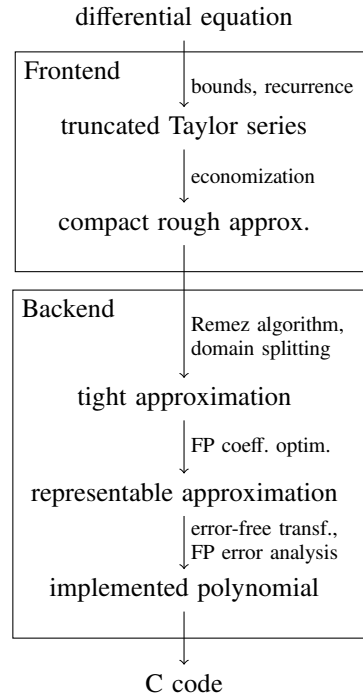 differential equation
Frontend
bounds, recurrence
truncated Taylor series
economization
compact rough approx.
Backend
Remez algorithm,
domain splitting
tight approximation
FP coeff. optim.
representable approximation
error-free transf.,
FP error analysis
implemented polynomial
C code